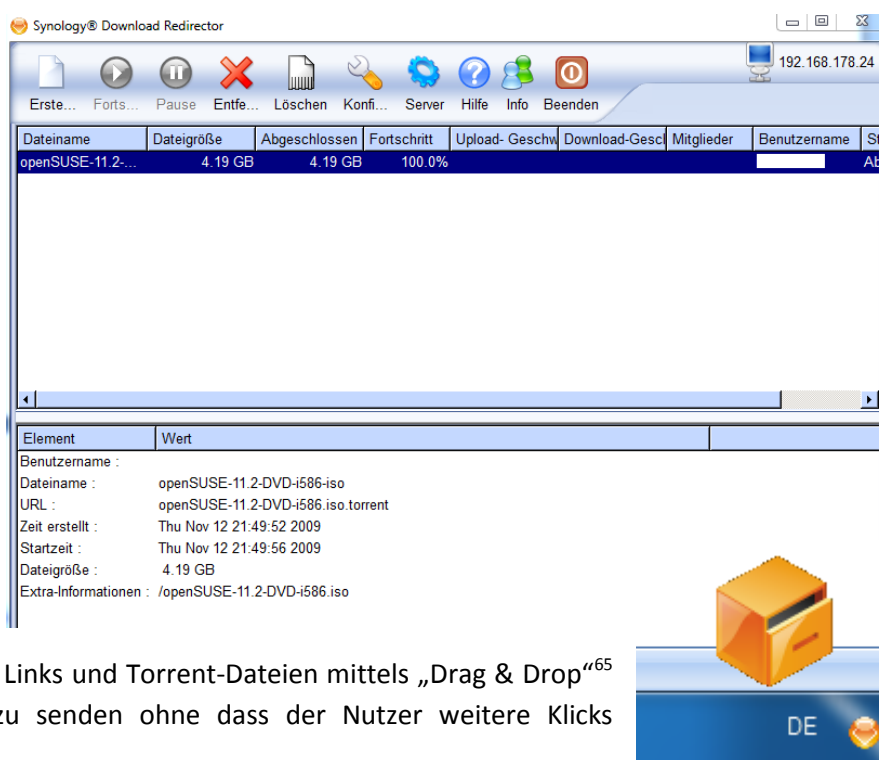 Synology® Download Redirector
192.168.178.24
Erste... Forts... Pause Entfe... Löschen Konfi... Server Hilfe Info Beenden
Dateiname Dateigröße Abgeschlossen Fortschritt Upload- Geschw Download-Gescl Mitglieder Benutzername St
openSUSE-11.2-... 4.19 GB 4.19 GB 100.0% Ab
Element Wert
Benutzername :
Dateiname : openSUSE-11.2-DVD-i586-iso
URL : openSUSE-11.2-DVD-i586.iso.torrent
Zeit erstellt : Thu Nov 12 21:49:52 2009
Startzeit : Thu Nov 12 21:49:56 2009
Dateigröße : 4.19 GB
Extra-Informationen : /openSUSE-11.2-DVD-i586.iso
Links und Torrent-Dateien mittels „Drag & Drop“65
zu senden ohne dass der Nutzer weitere Klicks
DE